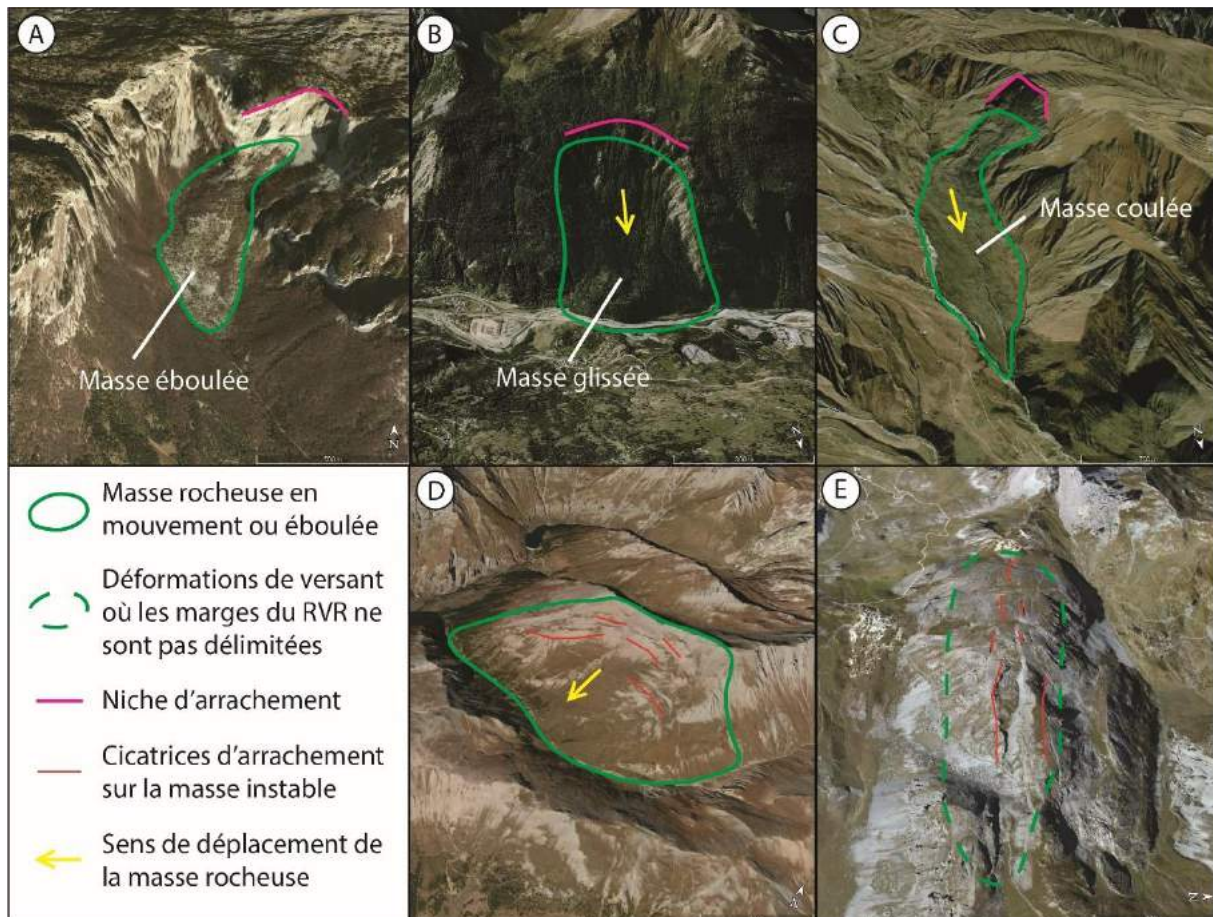 A
B
C
Masse éboulée
Masse glissée
Masse coulée
N
N
N
Masse rocheuse en
mouvement ou éboulée
Déformations de versant
où les marges du RVR ne
sont pas délimitées
Niche d'arrachement
Cicatrices d'arrachement
sur la masse instable
Sens de déplacement de
la masse rocheuse
D
E
N